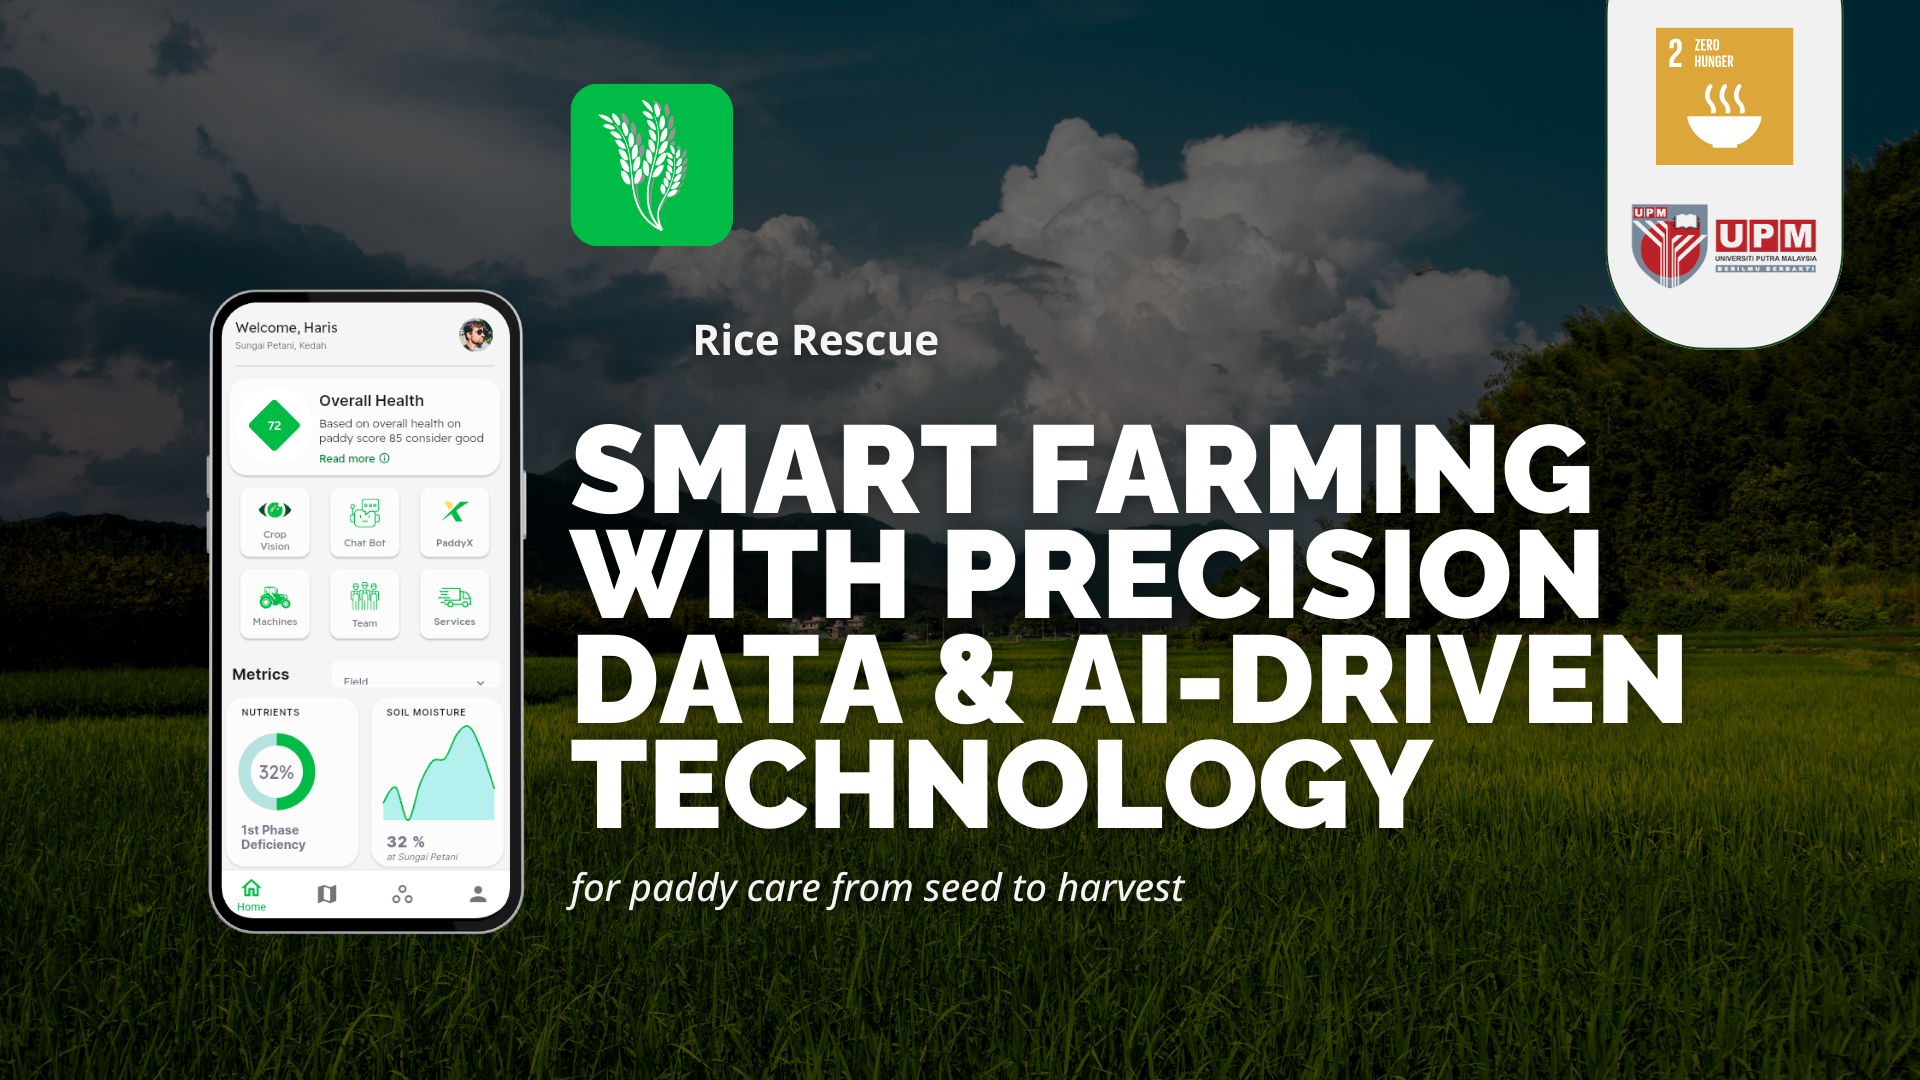 2 ZERO
HUNGER
UPM
UPM
UNIVERSITI PUTRA MALAYSIA
BERILMU BERBAKTI
Rice Rescue
SMART FARMING
WITH PRECISION
DATA & AI-DRIVEN
TECHNOLOGY
for paddy care from seed to harvest
Welcome, Haris
Sungai Petani, Kedah
72
Overall Health
Based on overall health on
paddy score 85 consider good
Read more
Crop
Vision
Chat Bot
PaddyX
Machines
Team
Services
Metrics
Field
NUTRIENTS
32%
1st Phase
Deficiency
SOIL MOISTURE
32 %
at Sungai Petani
Home